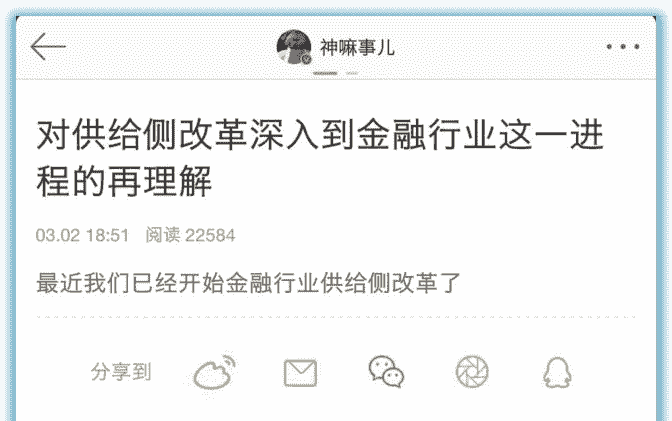 神嘛事儿
对供给侧改革深入到金融行业这一进
程的再理解
03.02 18:51 阅读 22584
最近我们已经开始金融行业供给侧改革了
分享到